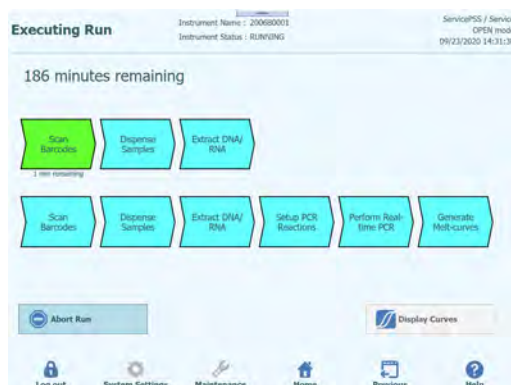 Executing Run
Instrument Name : 200680001
Instrument Status : RUNNING
ServicePSS / Servic
OPEN mod
09/23/2020 14:31:3
186 minutes remaining
Scan Barcodes
Dispense Samples
Extract DNA/ RNA
1 min remaining
Scan Barcodes
Dispense Samples
Extract DNA/ RNA
Setup PCR Reactions
Perform Real- time PCR
Generate Melt-curves
Abort Run
Display Curves
Log out
System Settings
Maintenance
Home
Previous
Help